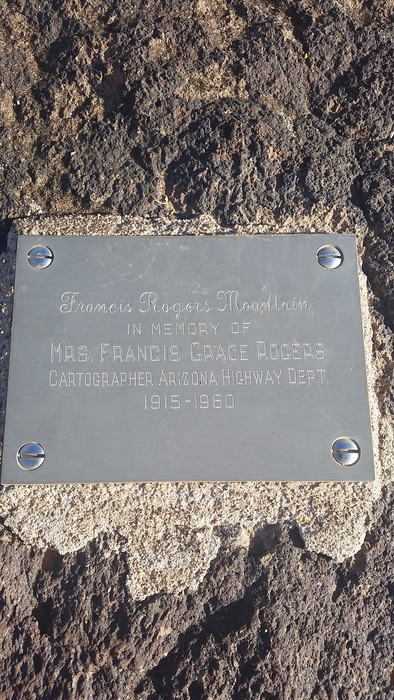 Francis Rogers Mountain
IN MEMORY OF
MRS. FRANCIS GRACE ROGERS
CARTOGRAPHER ARIZONA HIGHWAY DEPT.
1915-1960